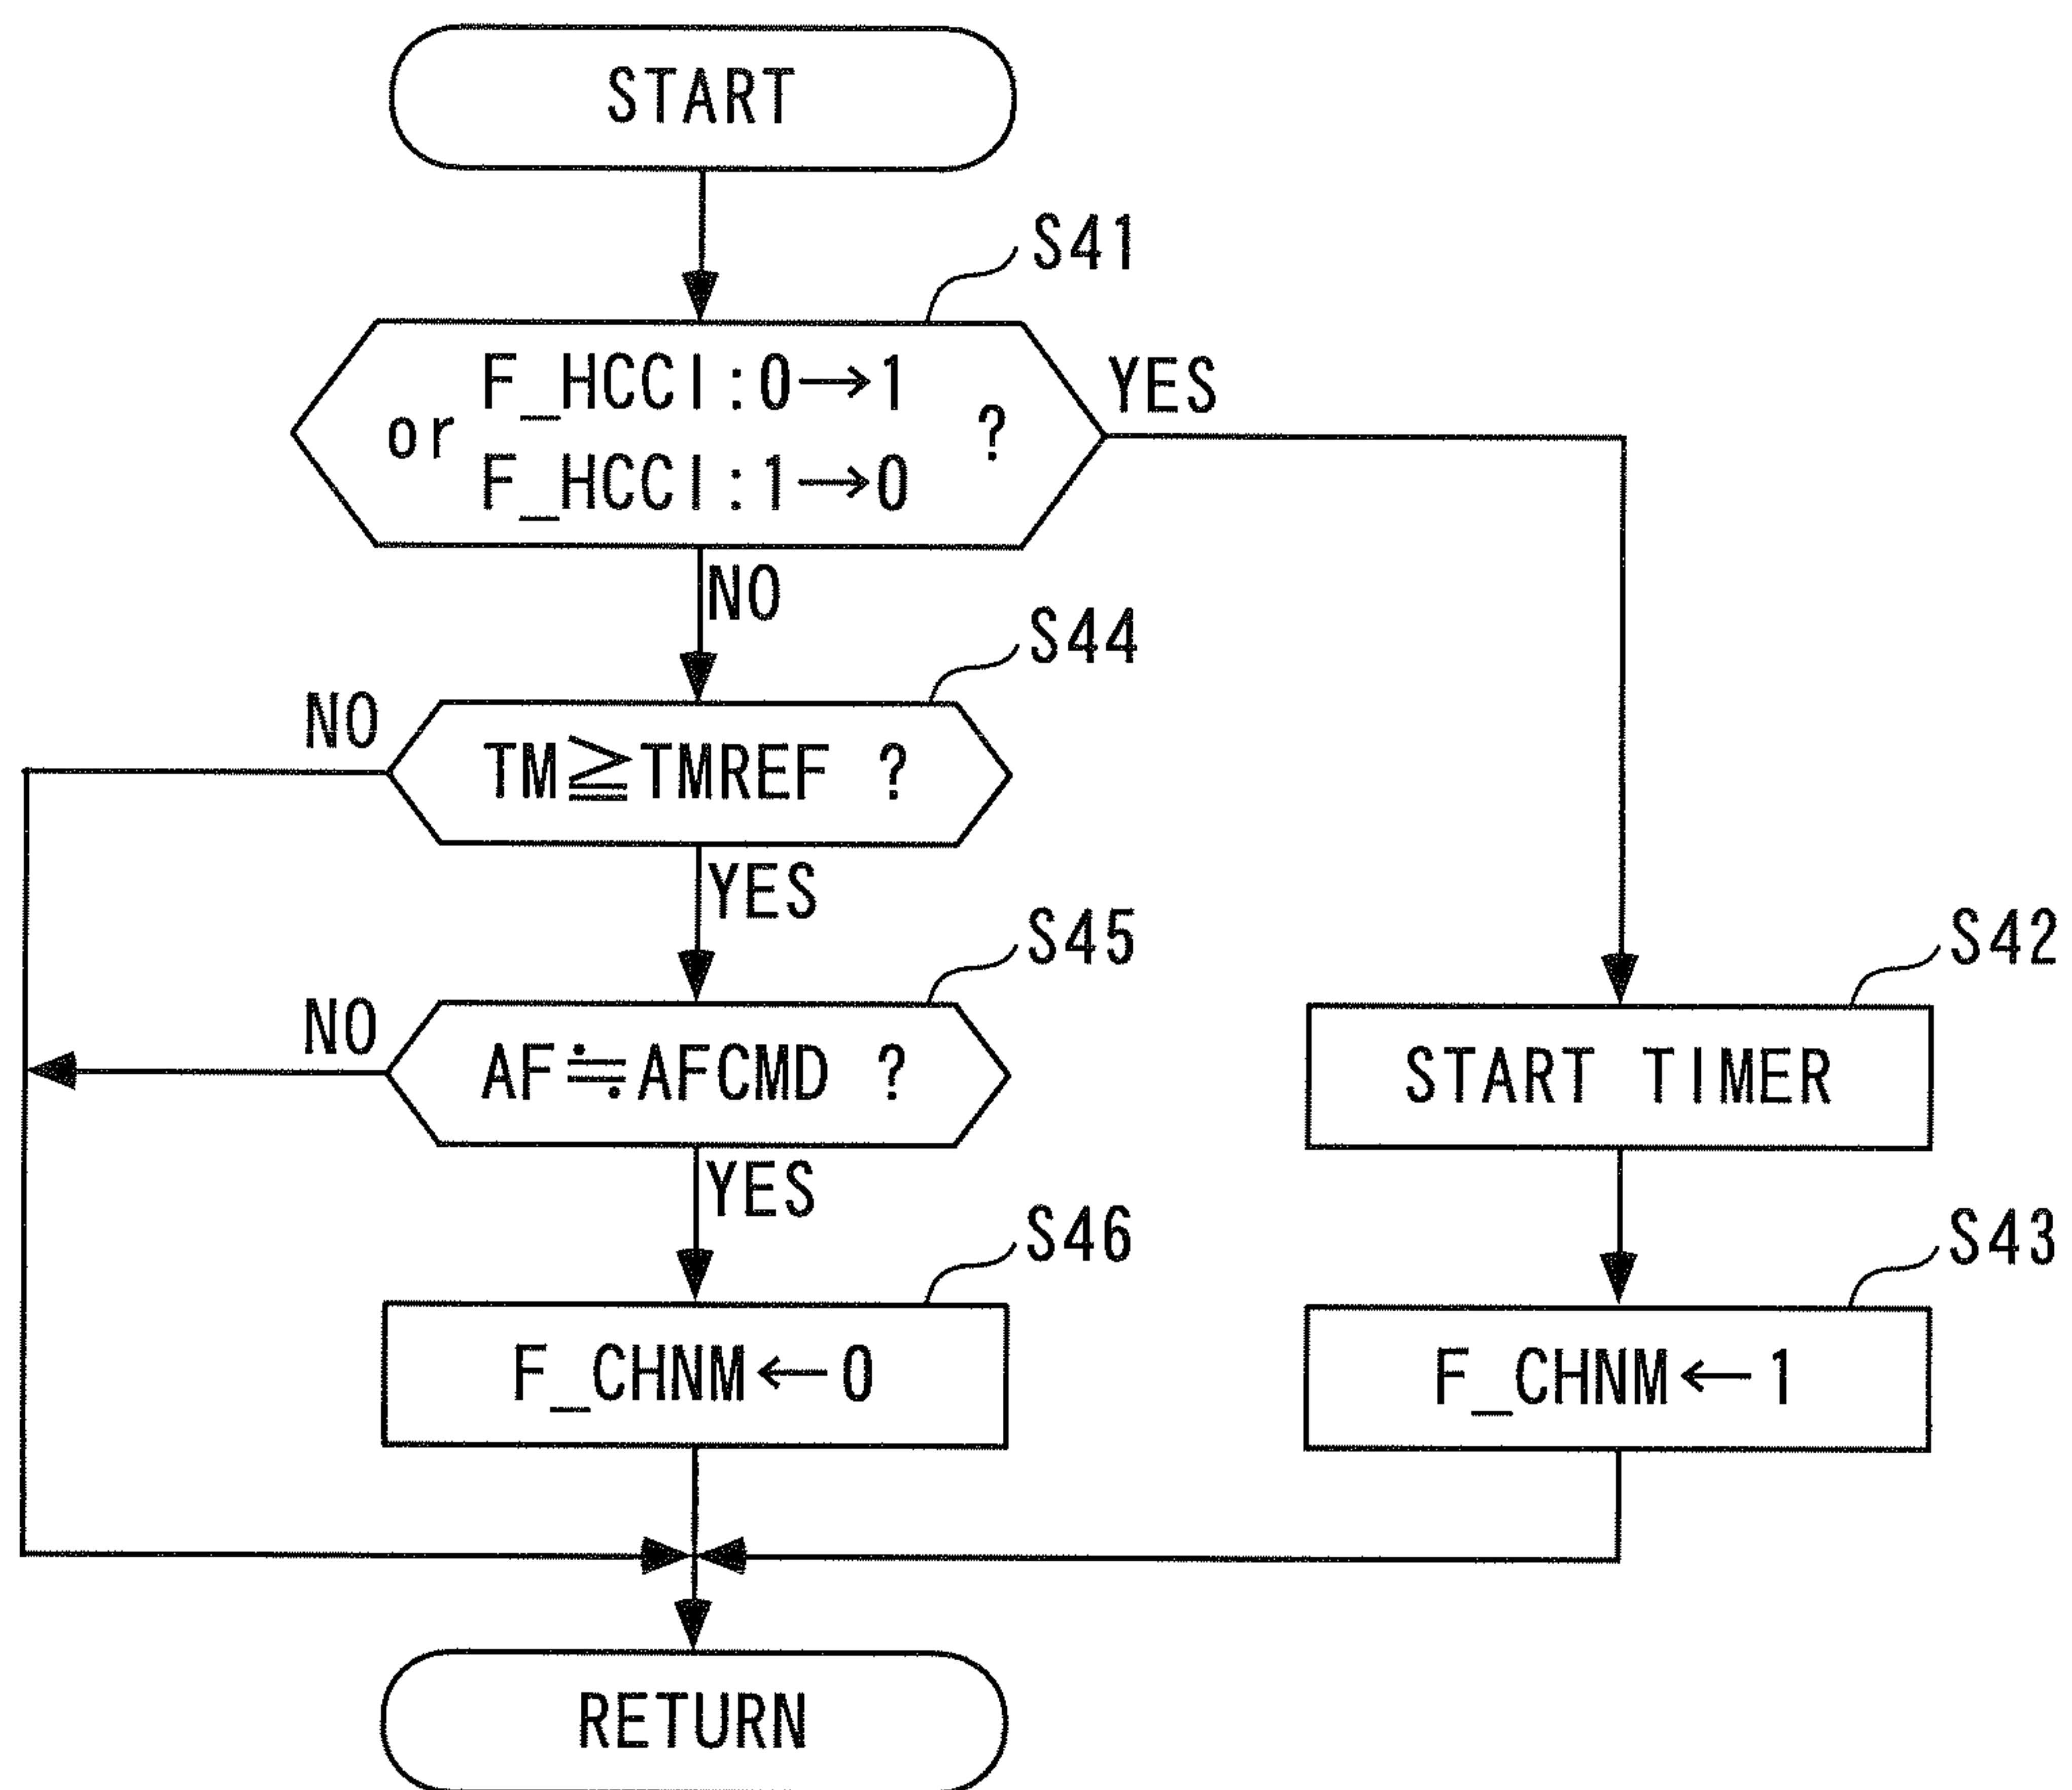 START
S41
F_HCCI:0→1
or ?
F_HCCI:1→0
YES
NO
S44
NO
TM≧TMREF ?
YES
S45
NO
AF≒AFCMD ?
YES
S42
START TIMER
S46
F_CHNM←0
S43
F_CHNM←1
RETURN